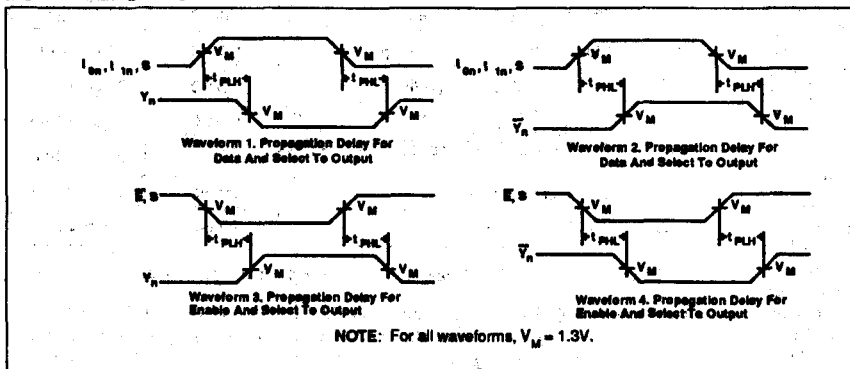 I0n, I1n, S
VM
VM
tPLH
tPHL
Yn
VM
VM
Waveform 1. Propagation Delay For
Data And Select To Output
I0n, I1n, S
VM
VM
tPHL
tPLH
Y̅n
VM
VM
Waveform 2. Propagation Delay For
Data And Select To Output
E̅, S
VM
VM
tPLH
tPHL
Yn
VM
VM
Waveform 3. Propagation Delay For
Enable And Select To Output
E̅, S
VM
VM
tPHL
tPLH
Y̅n
VM
VM
Waveform 4. Propagation Delay For
Enable And Select To Output
NOTE: For all waveforms, VM = 1.3V.